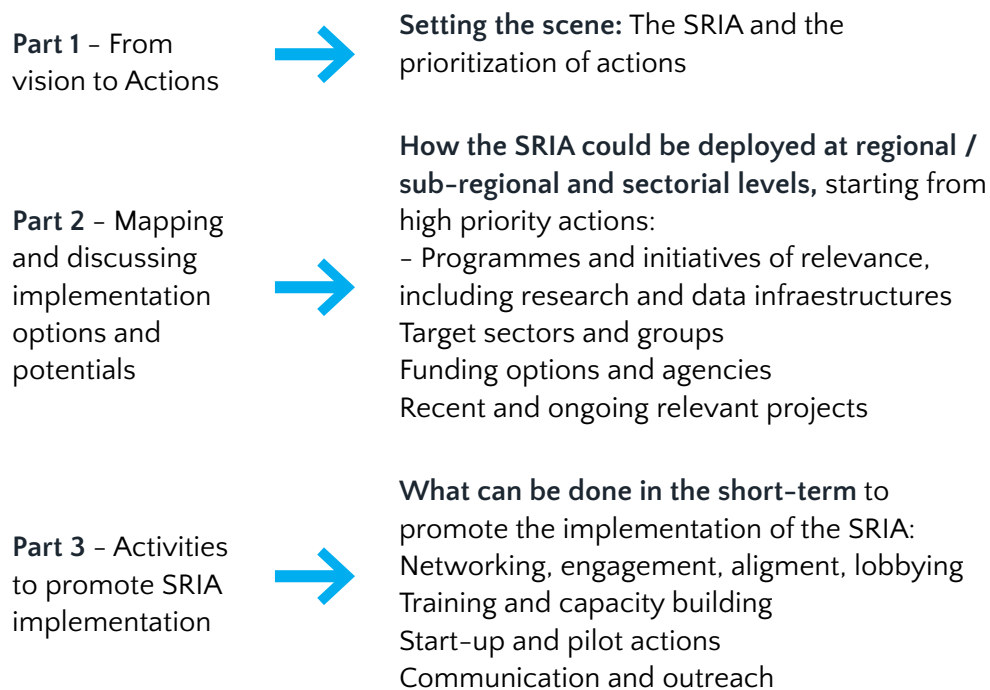 Part 1 – From
vision to Actions
Setting the scene: The SRIA and the
prioritization of actions
Part 2 – Mapping
and discussing
implementation
options and
potentials
How the SRIA could be deployed at regional /
sub-regional and sectorial levels, starting from
high priority actions:
– Programmes and initiatives of relevance,
including research and data infraestructures
Target sectors and groups
Funding options and agencies
Recent and ongoing relevant projects
Part 3 – Activities
to promote SRIA
implementation
What can be done in the short-term to
promote the implementation of the SRIA:
Networking, engagement, aligment, lobbying
Training and capacity building
Start-up and pilot actions
Communication and outreach